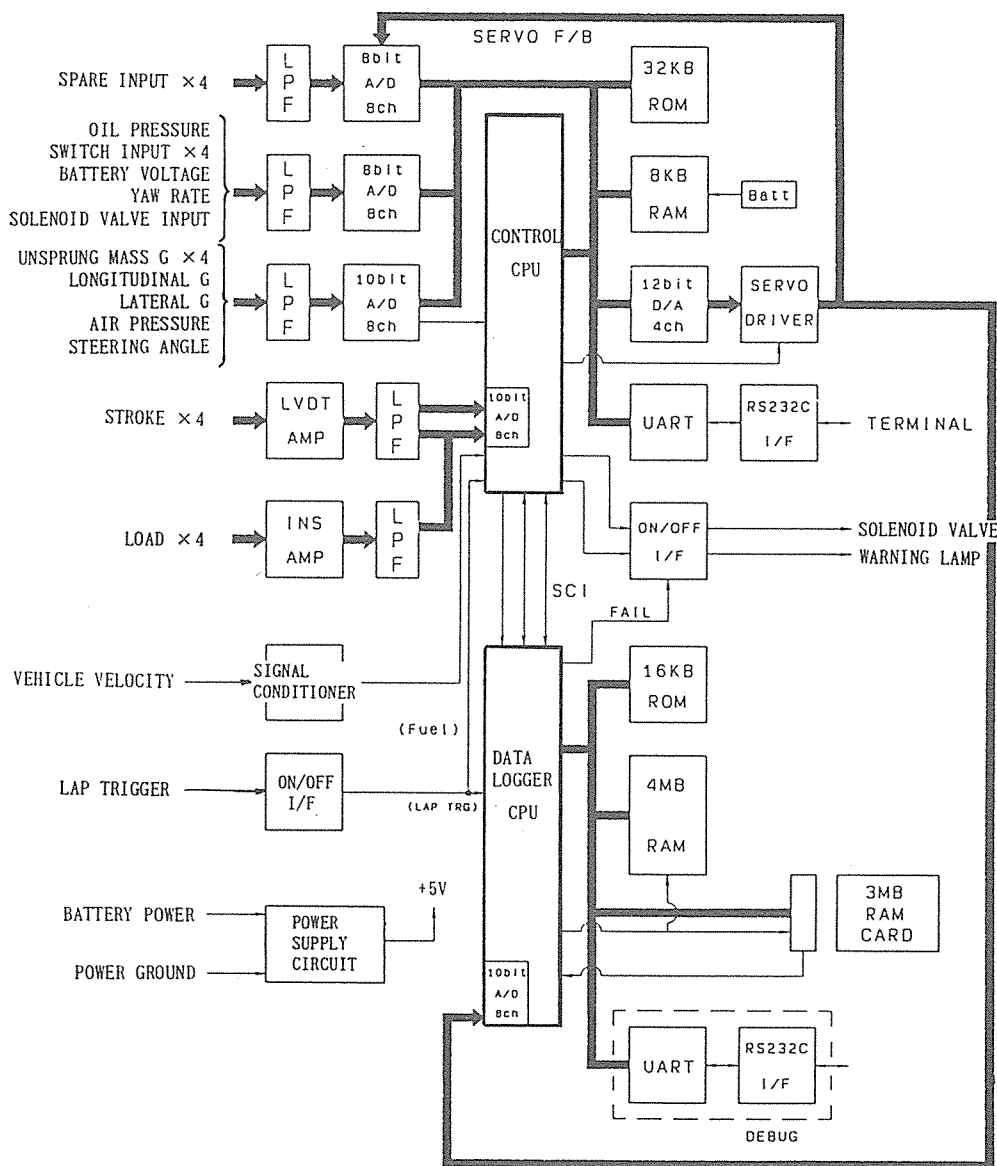 SERVO F/B
SPARE INPUT ×4
L
P
F
8bit
A/D
8ch
32KB
ROM
OIL PRESSURE
SWITCH INPUT ×4
BATTERY VOLTAGE
YAW RATE
SOLENOID VALVE INPUT
L
P
F
8bit
A/D
8ch
8KB
RAM
Batt
CONTROL
CPU
UNSPRUNG MASS G ×4
LONGITUDINAL G
LATERAL G
AIR PRESSURE
STEERING ANGLE
L
P
F
10bit
A/D
8ch
12bit
D/A
4ch
SERVO
DRIVER
STROKE ×4
LVDT
AMP
L
P
F
10bit
A/D
8ch
UART
RS232C
I/F
TERMINAL
LOAD ×4
INS
AMP
L
P
F
ON/OFF
I/F
SOLENOID VALVE
WARNING LAMP
SCI
FAIL
VEHICLE VELOCITY
SIGNAL
CONDITIONER
(Fuel)
16KB
ROM
LAP TRIGGER
ON/OFF
I/F
(LAP TRG)
DATA
LOGGER
CPU
4MB
RAM
+5V
BATTERY POWER
POWER GROUND
POWER
SUPPLY
CIRCUIT
3MB
RAM
CARD
10bit
A/D
8ch
UART
RS232C
I/F
DEBUG